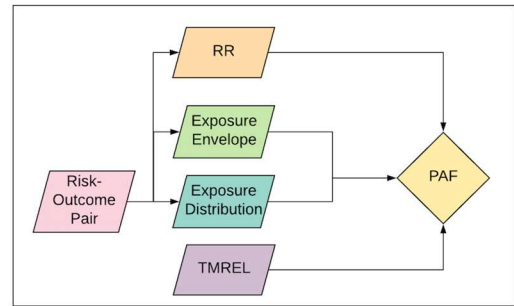 RR
Exposure
Envelope
Risk-
Outcome
Pair
Exposure
Distribution
PAF
TMREL